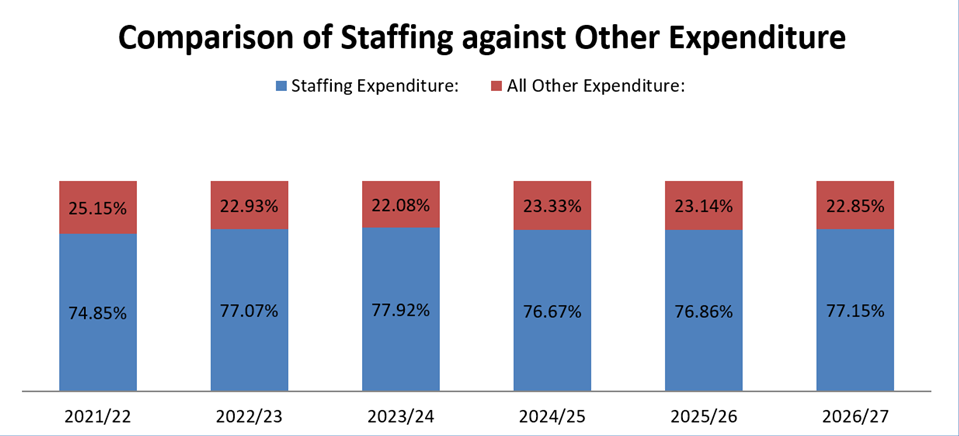 Comparison of Staffing against Other Expenditure
Staffing Expenditure: All Other Expenditure:
25.15% 22.93% 22.08% 23.33% 23.14% 22.85%
74.85% 77.07% 77.92% 76.67% 76.86% 77.15%
2021/22 2022/23 2023/24 2024/25 2025/26 2026/27